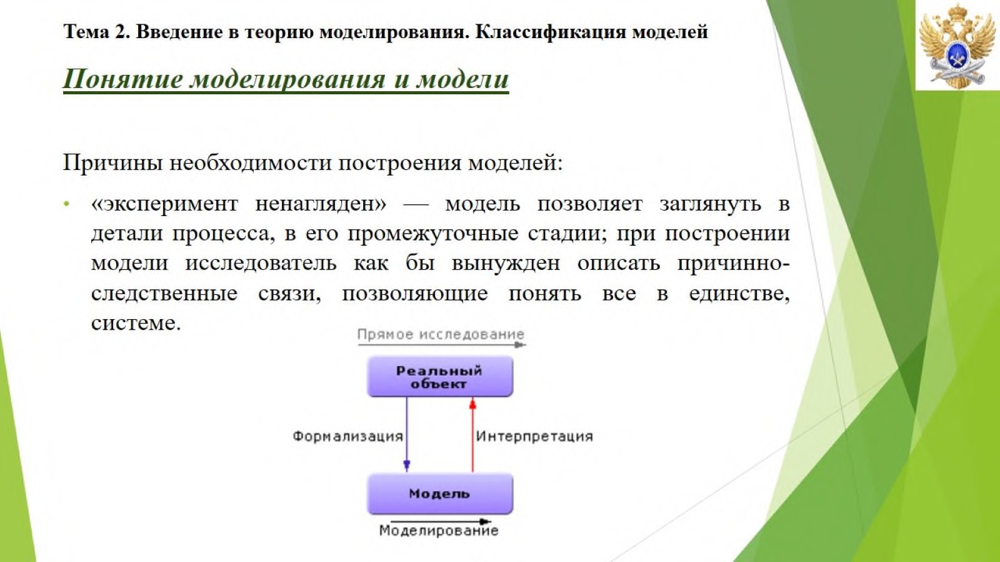 Тема 2. Введение в теорию моделирования. Классификация моделей
Понятие моделирования и модели
Причины необходимости построения моделей:
• «эксперимент ненагляден» — модель позволяет заглянуть в
детали процесса, в его промежуточные стадии; при построении
модели исследователь как бы вынужден описать причинно-
следственные связи, позволяющие понять все в единстве,
системе.
Прямое исследование
Реальный
объект
Формализация
Интерпретация
Модель
Моделирование